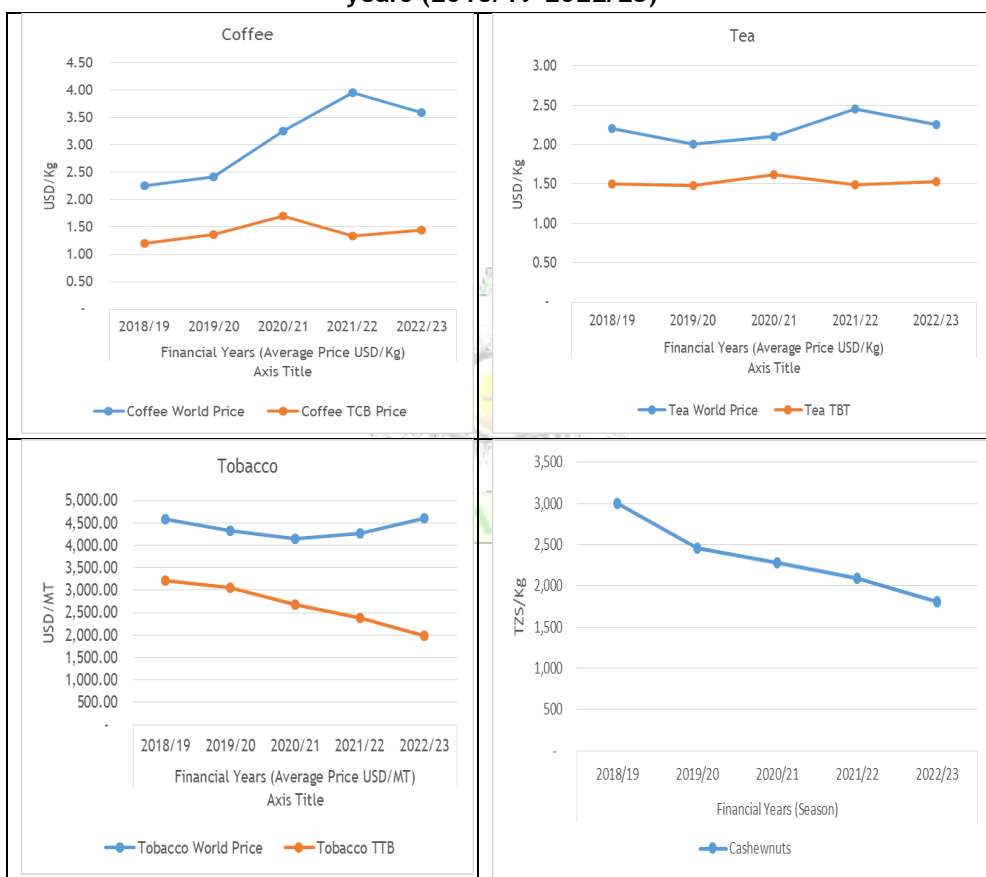 years (2018/19-2022/23)
Coffee
4.50
4.00
3.50
3.00
2.50
2.00
1.50
1.00
0.50
-
USD/Kg
2018/19 2019/20 2020/21 2021/22 2022/23
Financial Years (Average Price USD/Kg)
Axis Title
Coffee World Price Coffee TCB Price
Tea
3.00
2.50
2.00
1.50
1.00
0.50
-
USD/Kg
2018/19 2019/20 2020/21 2021/22 2022/23
Financial Years (Average Price USD/Kg)
Axis Title
Tea World Price Tea TBT
Tobacco
5,000.00
4,500.00
4,000.00
3,500.00
3,000.00
2,500.00
2,000.00
1,500.00
1,000.00
500.00
-
USD/MT
2018/19 2019/20 2020/21 2021/22 2022/23
Financial Years (Average Price USD/MT)
Axis Title
Tobacco World Price Tobacco TTB
3,500
3,000
2,500
2,000
1,500
1,000
500
-
TZS/Kg
2018/19 2019/20 2020/21 2021/22 2022/23
Financial Years (Season)
Cashewnuts